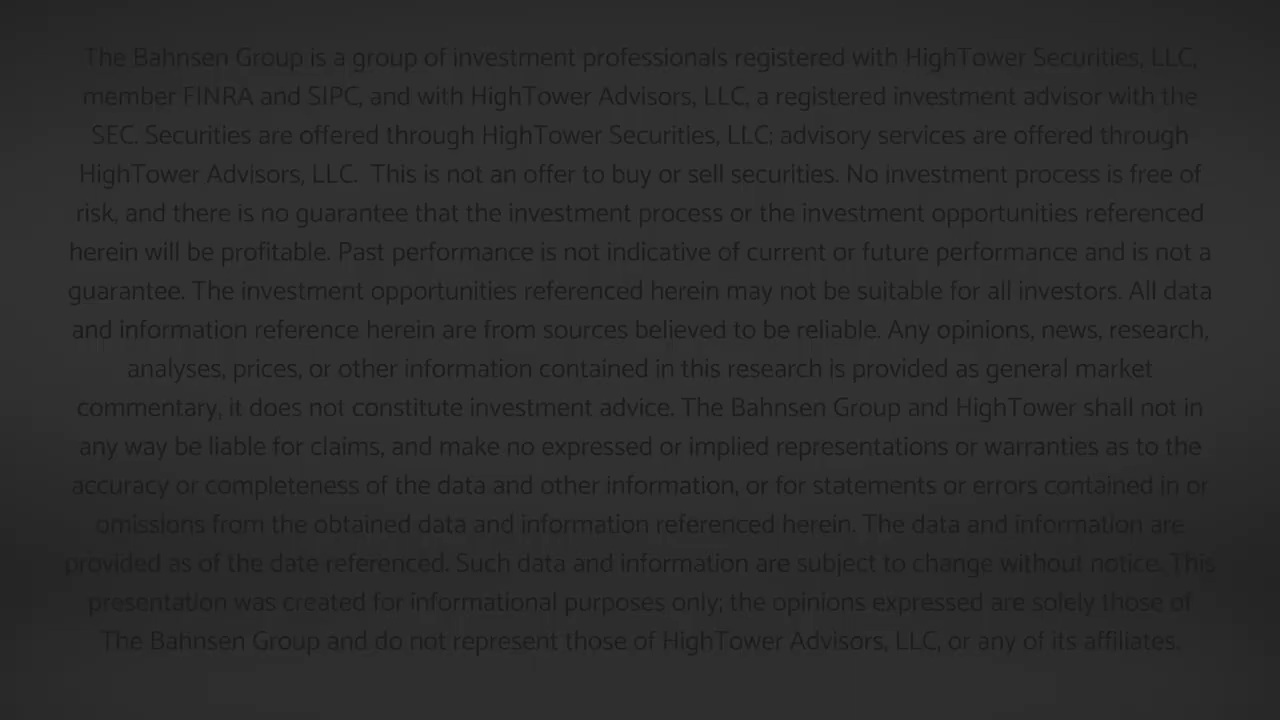 The Bahnsen Group is a group of investment professionals registered with HighTower Securities, LLC,
member FINRA and SIPC, and with HighTower Advisors, LLC, a registered investment advisor with the
SEC. Securities are offered through HighTower Securities, LLC; advisory services are offered through
HighTower Advisors, LLC.  This is not an offer to buy or sell securities. No investment process is free of
risk, and there is no guarantee that the investment process or the investment opportunities referenced
herein will be profitable. Past performance is not indicative of current or future performance and is not a
guarantee. The investment opportunities referenced herein may not be suitable for all investors. All data
and information reference herein are from sources believed to be reliable. Any opinions, news, research,
analyses, prices, or other information contained in this research is provided as general market
commentary, it does not constitute investment advice. The Bahnsen Group and HighTower shall not in
any way be liable for claims, and make no expressed or implied representations or warranties as to the
accuracy or completeness of the data and other information, or for statements or errors contained in or
omissions from the obtained data and information referenced herein. The data and information are
provided as of the date referenced. Such data and information are subject to change without notice. This
presentation was created for informational purposes only; the opinions expressed are solely those of
The Bahnsen Group and do not represent those of HighTower Advisors, LLC, or any of its affiliates.